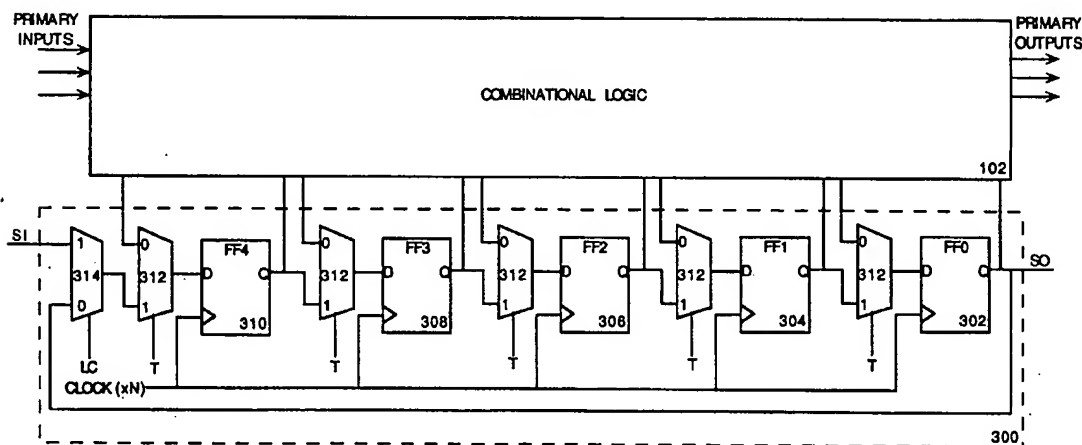 PRIMARY
INPUTS
PRIMARY
OUTPUTS
COMBINATIONAL LOGIC
102
SI
1
314
0
LC
0
312
1
T
FF4
D
Q
310
0
312
1
T
FF3
D
Q
308
0
312
1
T
FF2
D
Q
306
0
312
1
T
FF1
D
Q
304
0
312
1
T
FF0
D
Q
302
SO
CLOCK (xN)
300